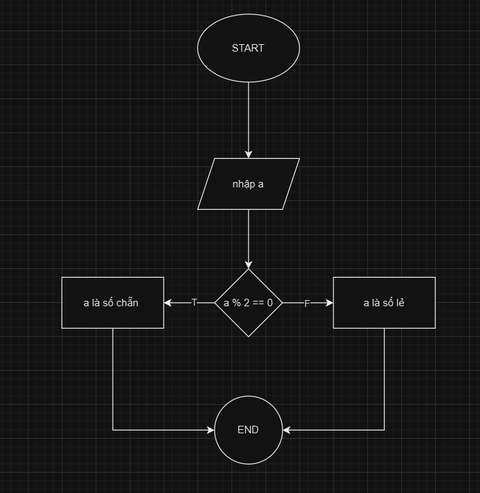 START
nhập a
a là số chẵn
T
a % 2 == 0
F
a là số lẻ
END